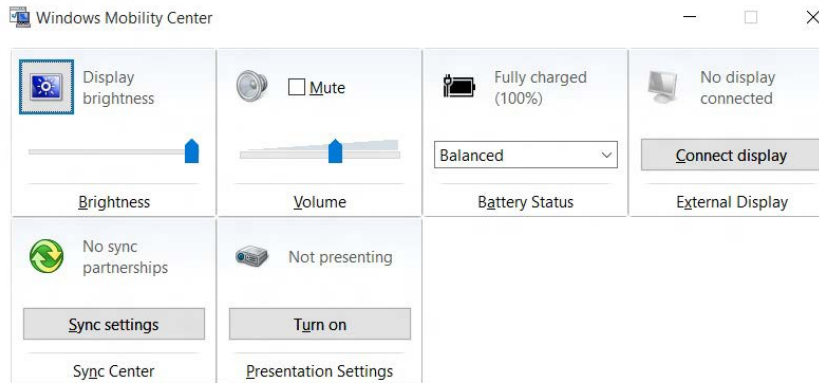 Windows Mobility Center
Display
brightness
Brightness
Mute
Volume
Fully charged
(100%)
Balanced
Battery Status
No display
connected
Connect display
External Display
No sync
partnerships
Sync settings
Sync Center
Not presenting
Turn on
Presentation Settings